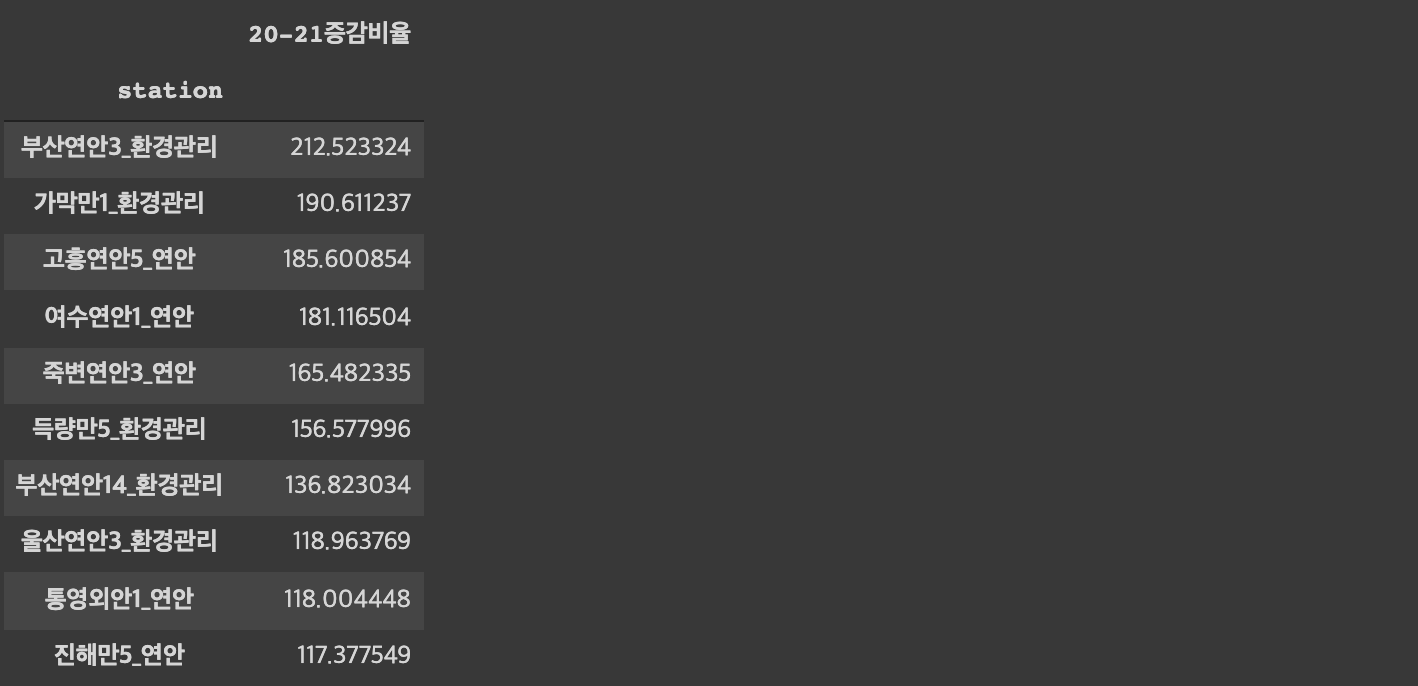 20-21증감비율
station
부산연안3_환경관리 212.523324
가막만1_환경관리 190.611237
고흥연안5_연안 185.600854
여수연안1_연안 181.116504
죽변연안3_연안 165.482335
득량만5_환경관리 156.577996
부산연안14_환경관리 136.823034
울산연안3_환경관리 118.963769
통영외안1_연안 118.004448
진해만5_연안 117.377549